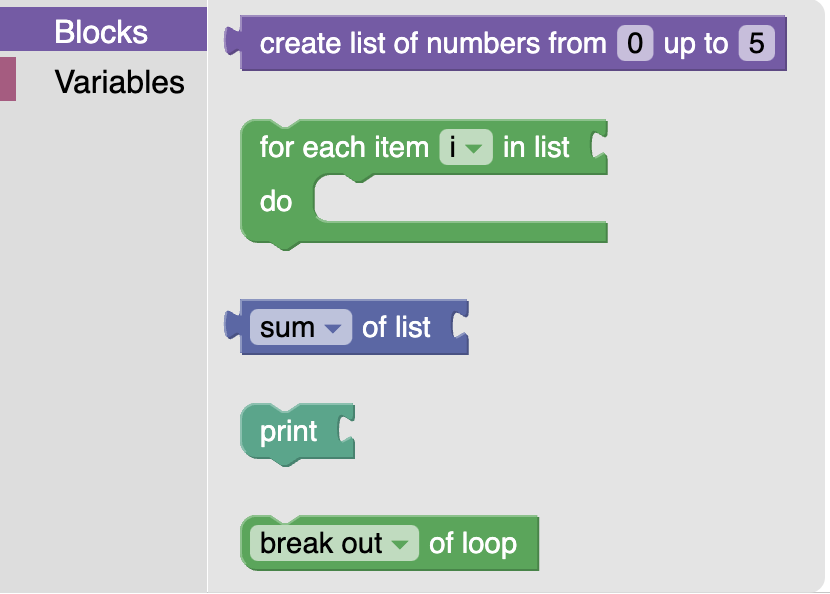 Blocks
Variables
create list of numbers from 0 up to 5
for each item i in list
do
sum of list
print
break out of loop